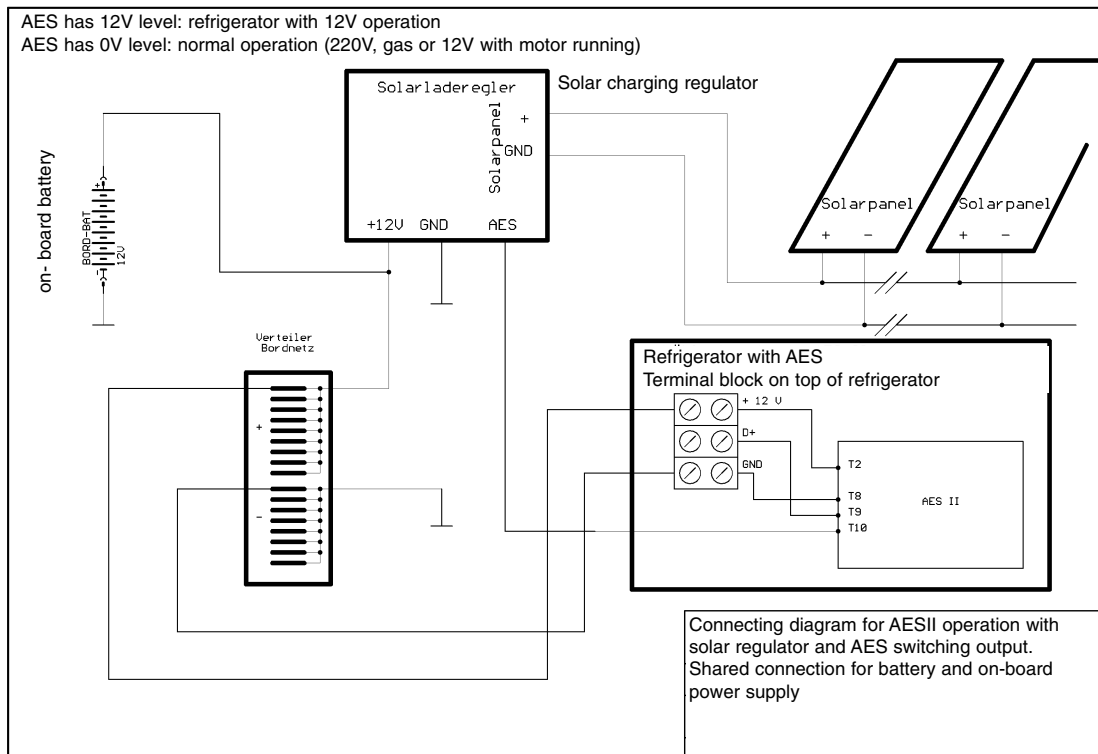 AES has 12V level: refrigerator with 12V operation
AES has 0V level: normal operation (220V, gas or 12V with motor running)
Solarladeregler
Solar charging regulator
Solarpanel
+
GND
+12V GND AES
on- board battery
+
BORD-BAT
12V
-
Solarpanel
+ -
Solarpanel
+ -
Verteiler
Bordnetz
+
-
Refrigerator with AES
Terminal block on top of refrigerator
+ 12 V
D+
GND
T2
T8
T9
T10
AES II
Connecting diagram for AESII operation with
solar regulator and AES switching output.
Shared connection for battery and on-board
power supply